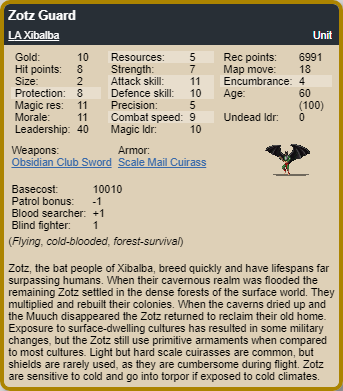 Zotz Guard
LA Xibalba Unit
Gold: 10 Resources: 5 Rec points: 6991
Hit points: 8 Strength: 7 Map move: 18
Size: 2 Attack skill: 11 Encumbrance: 4
Protection: 8 Defence skill: 10 Age: 60
Magic res: 11 Precision: 5 (100)
Morale: 11 Combat speed: 9 Undead ldr: 0
Leadership: 40 Magic ldr: 10
Weapons: Armor:
Obsidian Club Sword Scale Mail Cuirass
Basecost: 10010
Patrol bonus: -1
Blood searcher: +1
Blind fighter: 1
(Flying, cold-blooded, forest-survival)
Zotz, the bat people of Xibalba, breed quickly and have lifespans far
surpassing humans. When their cavernous realm was flooded the
remaining Zotz settled in the dense forests of the surface world. They
multiplied and rebuilt their colonies. When the caverns dried up and
the Muuch disappeared the Zotz returned to reclaim their old home.
Exposure to surface-dwelling cultures has resulted in some military
changes, but the Zotz still use primitive armaments when compared
to most cultures. Light but hard scale cuirasses are common, but
shields are rarely used, as they are cumbersome during flight. Zotz
are sensitive to cold and go into torpor if exposed to cold climates.